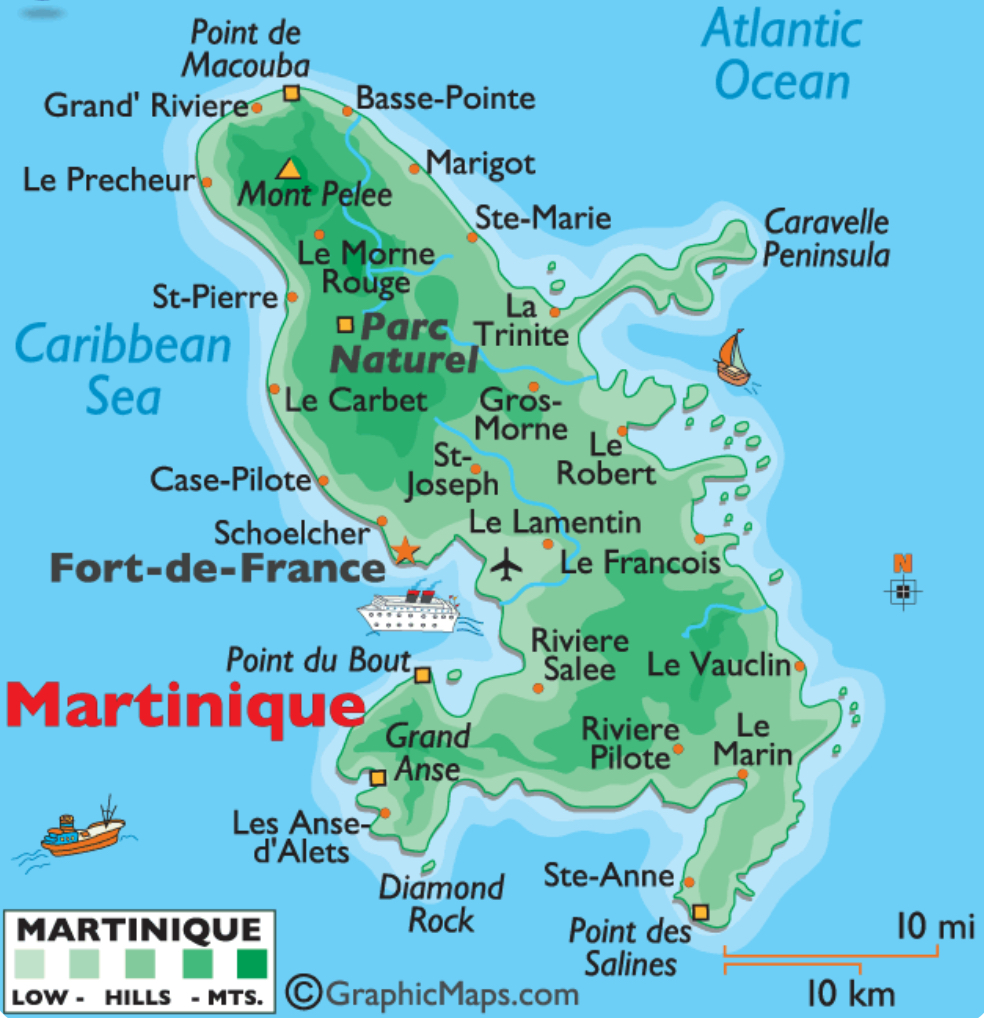 Atlantic
Ocean
Point de
Macouba
Grand' Riviere
Basse-Pointe
Marigot
Le Precheur
Mont Pelee
Ste-Marie
Caravelle
Peninsula
Le Morne
Rouge
St-Pierre
La
Trinite
Caribbean
Sea
Parc
Naturel
Le Carbet
Gros-
Morne
Le
Robert
St-
Joseph
Case-Pilote
Schoelcher
Le Lamentin
Fort-de-France
Le Francois
N
Riviere
Salee
Point du Bout
Le Vauclin
Martinique
Grand
Anse
Riviere
Pilote
Le
Marin
Les Anse-
d'Alets
Diamond
Rock
Ste-Anne
Point des
Salines
10 mi
10 km
MARTINIQUE
LOW - HILLS - MTS.
©GraphicMaps.com